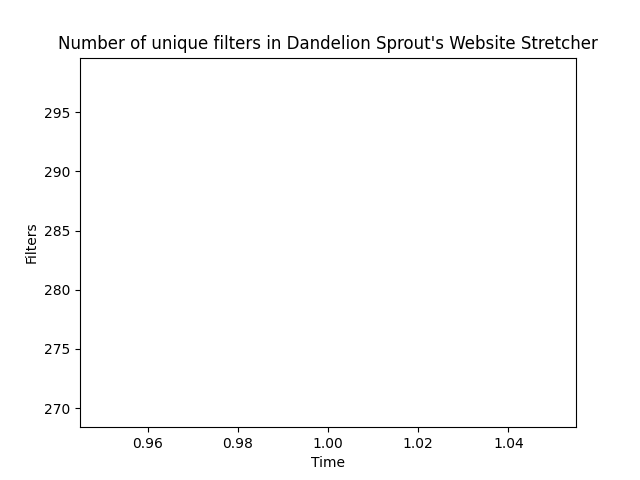 Number of unique filters in Dandelion Sprout's Website Stretcher
295
290
285
280
275
270
Filters
0.96 0.98 1.00 1.02 1.04
Time